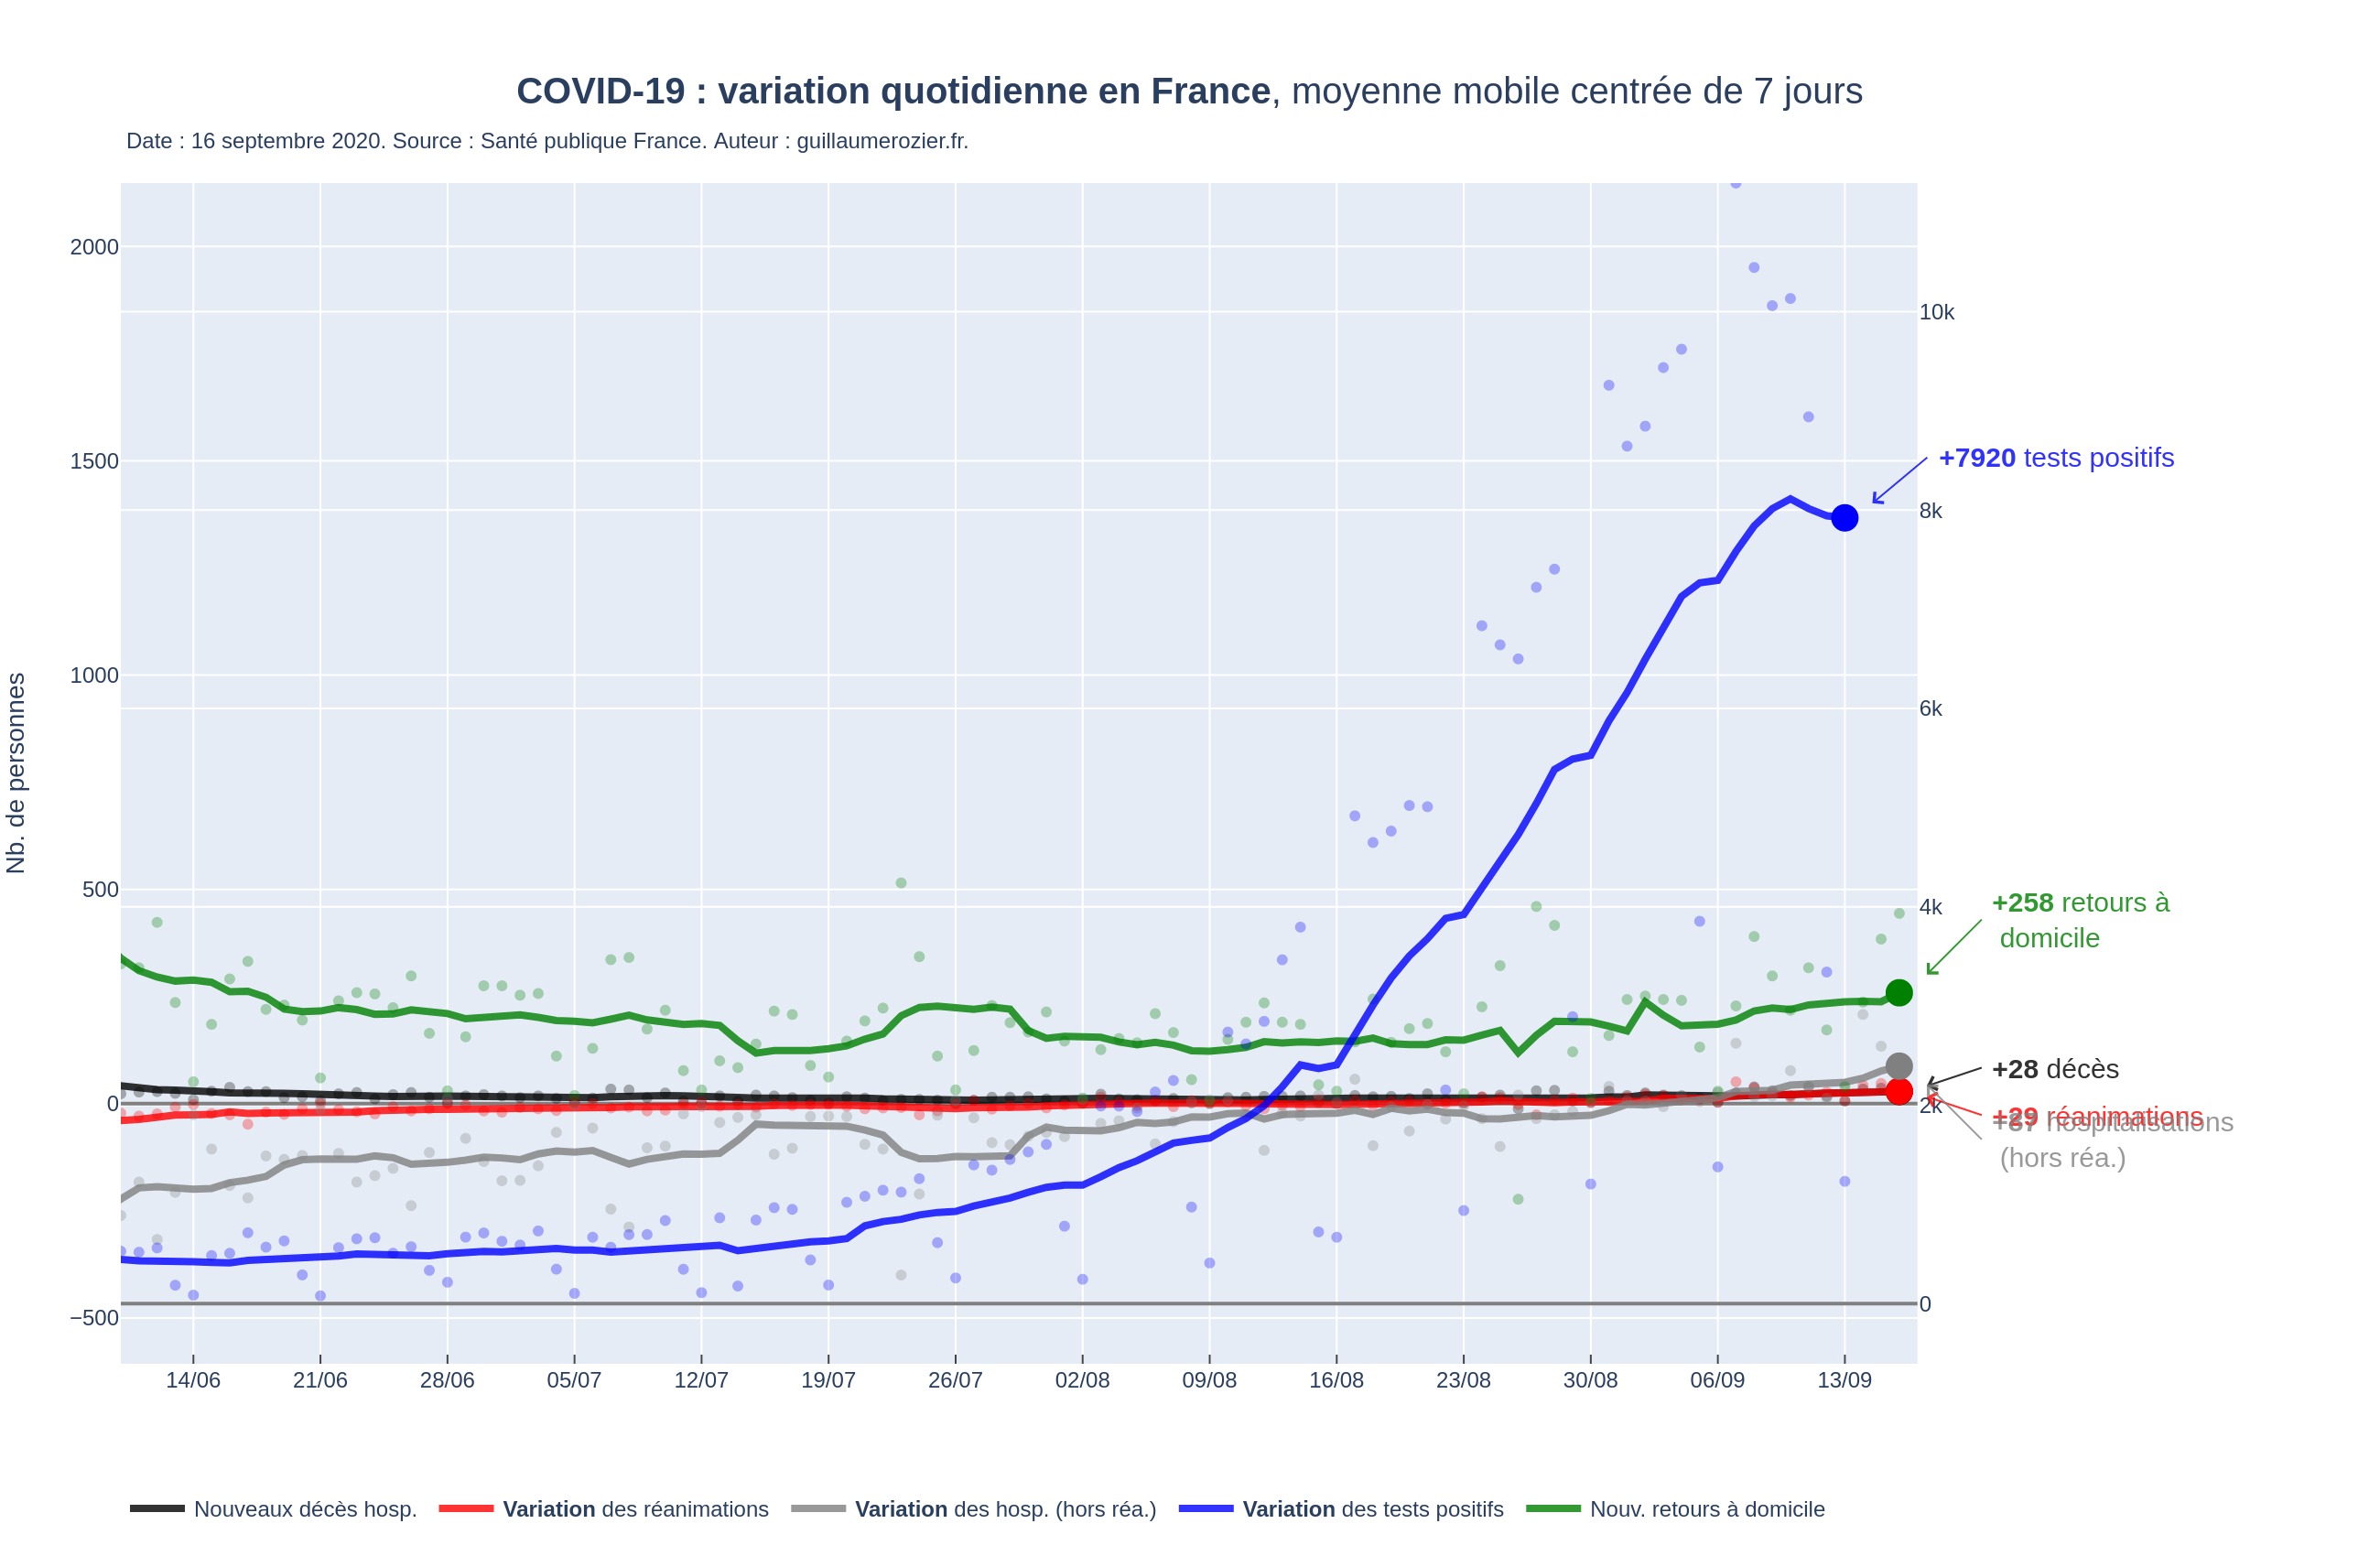 COVID-19 : variation quotidienne en France, moyenne mobile centrée de 7 jours
Date : 16 septembre 2020. Source : Santé publique France. Auteur : guillaumerozier.fr.
Nb. de personnes
2000
1500
1000
500
0
−500
10k
8k
6k
4k
2k
0
+7920 tests positifs
+258 retours à
domicile
+28 décès
+29 réanimations
hospitalisations
(hors réa.)
14/06
21/06
28/06
05/07
12/07
19/07
26/07
02/08
09/08
16/08
23/08
30/08
06/09
13/09
Nouveaux décès hosp.
Variation des réanimations
Variation des hosp. (hors réa.)
Variation des tests positifs
Nouv. retours à domicile